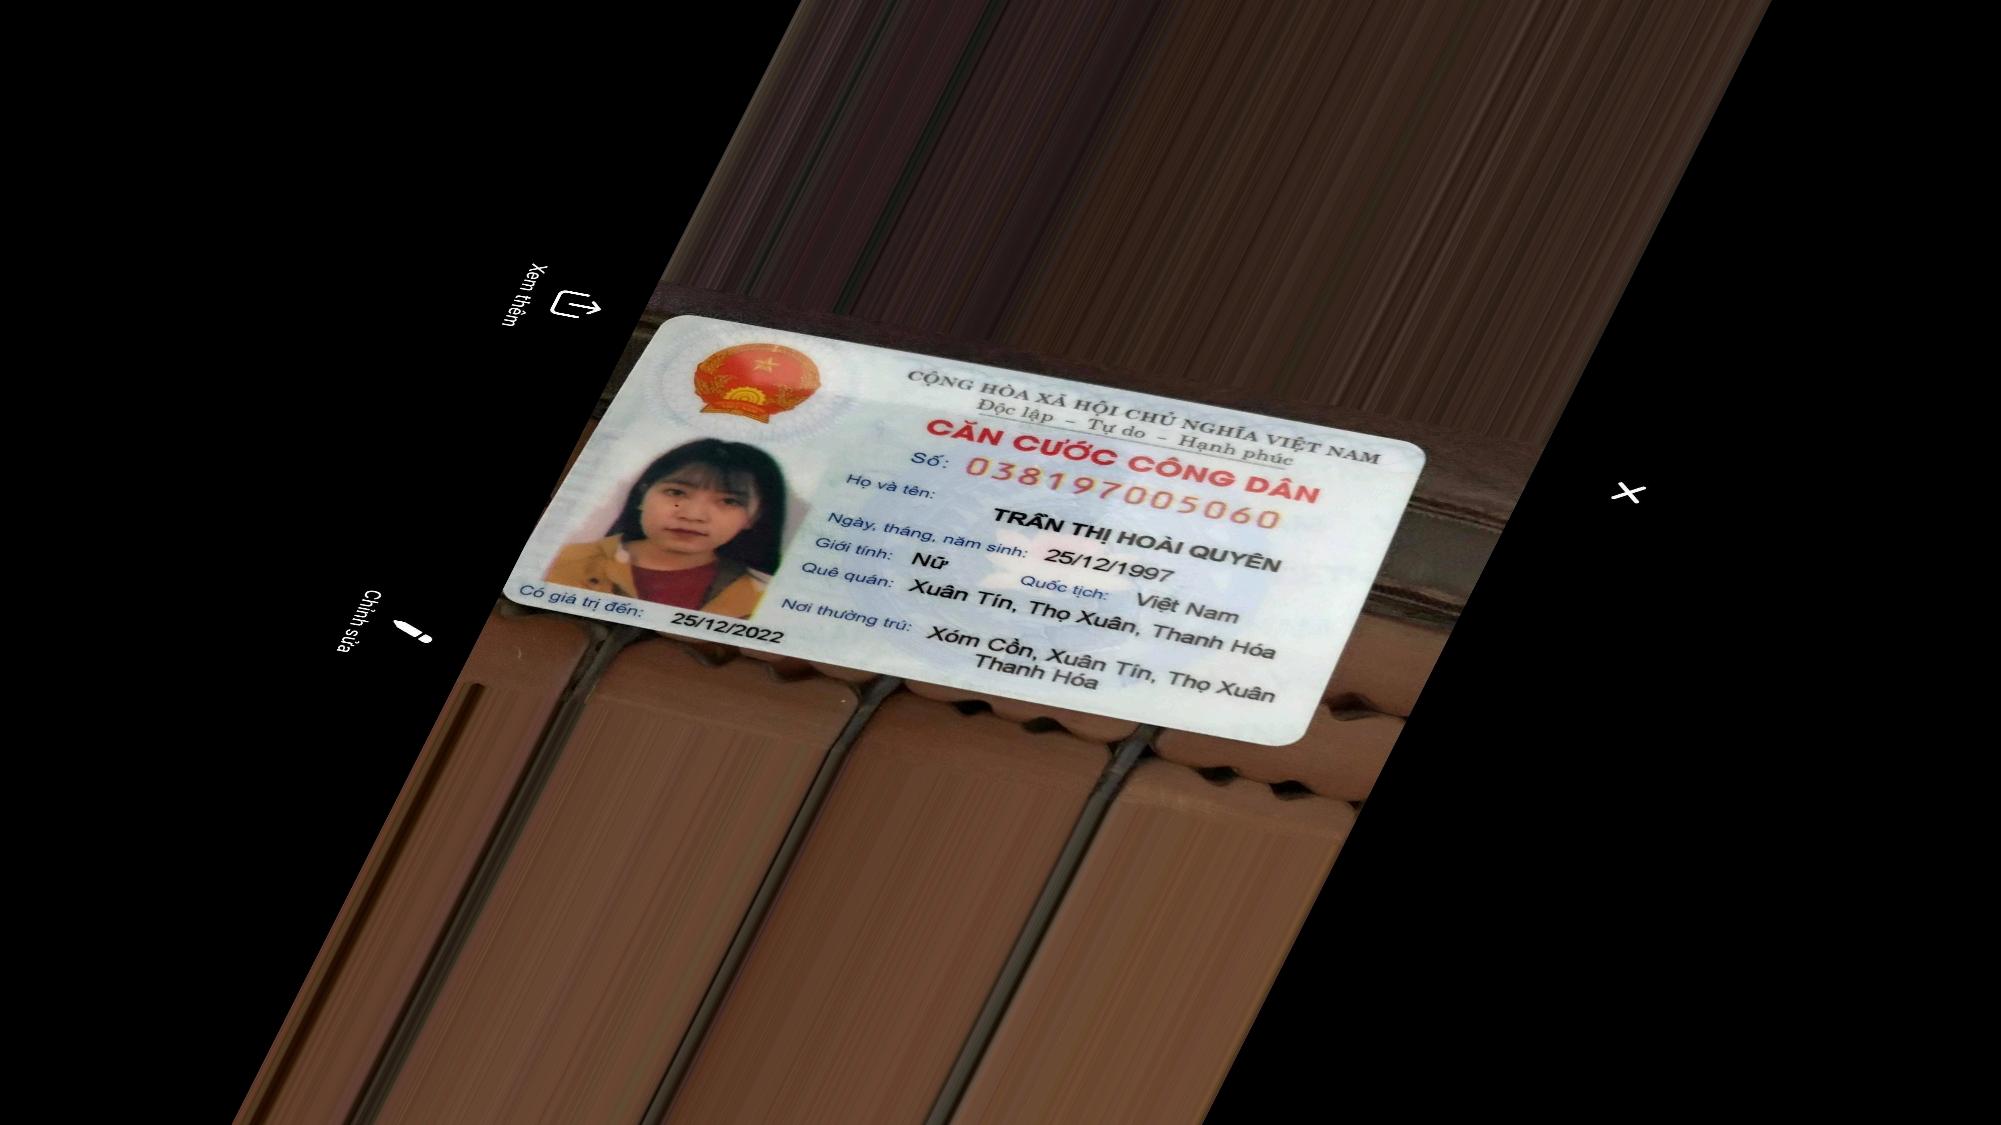 CỘNG HÒA XÃ HỘI CHỦ NGHĨA VIỆT NAM
Độc lập – Tự do – Hạnh phúc
CĂN CƯỚC CÔNG DÂN
Số: 038197005060
Họ và tên:
TRẦN THỊ HOÀI QUYÊN
Ngày, tháng, năm sinh: 25/12/1997
Giới tính: Nữ Quốc tịch: Việt Nam
Quê quán: Xuân Tín, Thọ Xuân, Thanh Hóa
Nơi thường trú: Xóm Cồn, Xuân Tín, Thọ Xuân
Thanh Hóa
Có giá trị đến: 25/12/2022
Xem thêm
Chỉnh sửa